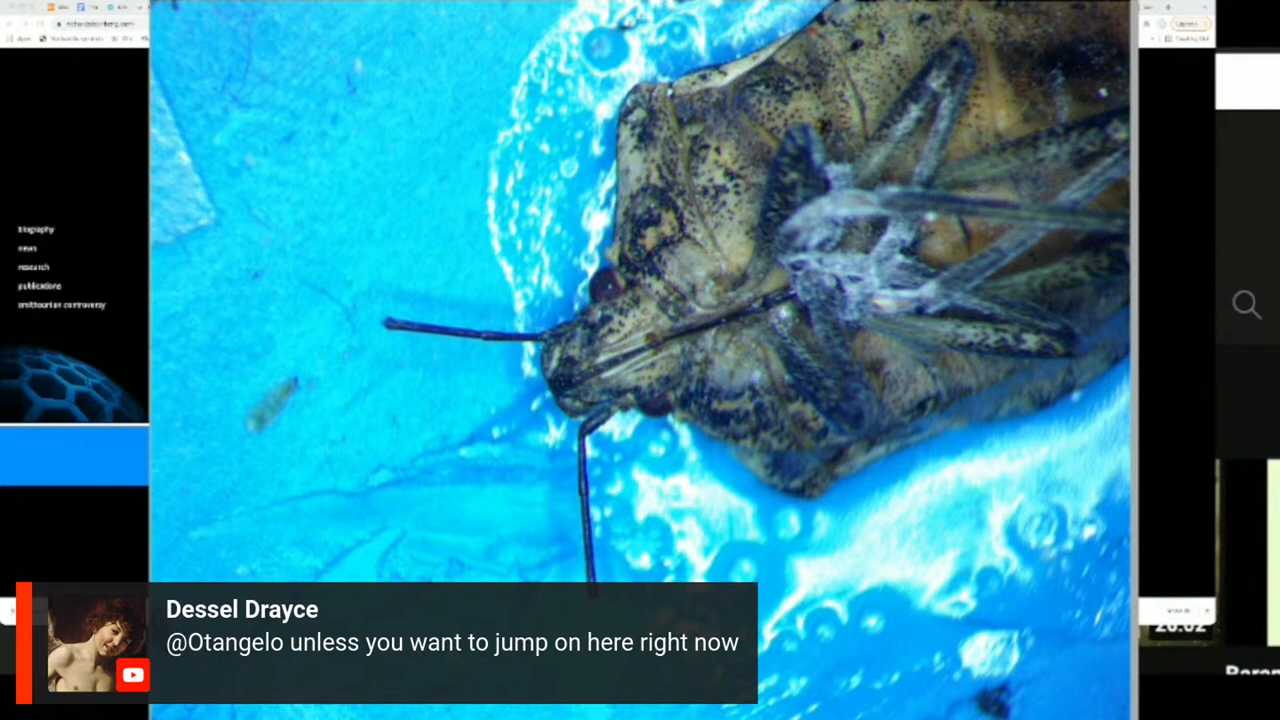 biography
news
research
publications
smithsonian controversy
Dessel Drayce
@Otangelo unless you want to jump on here right now